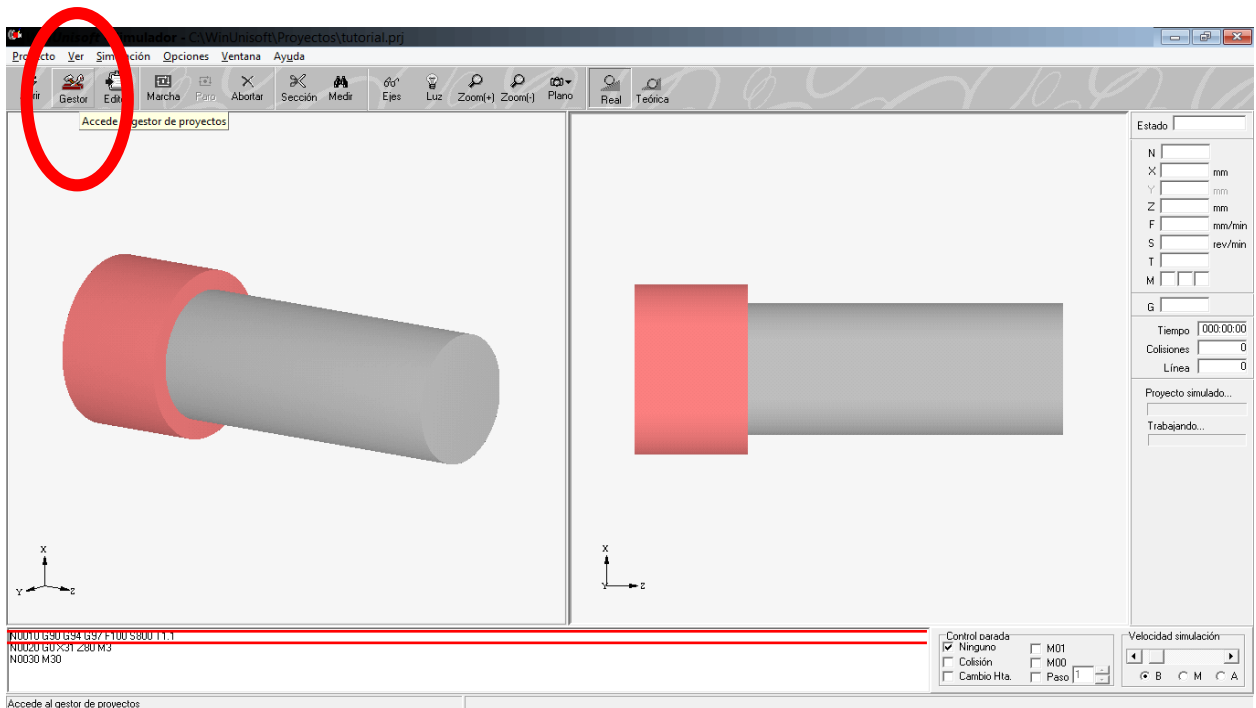 mulador - C:\WinUnisoft\Proyectos\tutorial.prj
Proyecto Ver Simulación Opciones Ventana Ayuda
Gestor Editor Marcha Paro Abortar Sección Medir Ejes Luz Zoom(+) Zoom(-) Plano Real Teórica
Accede al gestor de proyectos
Estado
N
X mm
Y mm
Z mm
F mm/min
S rev/min
T
M
G
Tiempo 000:00:00
Colisiones 0
Línea 0
Proyecto simulado...
Trabajando...
X
Y Z
X
Y Z
N0010 G90 G94 G97 F100 S800 T1.1
N0020 G0 X31 Z80 M3
N0030 M30
Control parada
Ninguno M01
Colisión M00
Cambio Hta. Paso 1
Velocidad simulación
B M A
Accede al gestor de proyectos